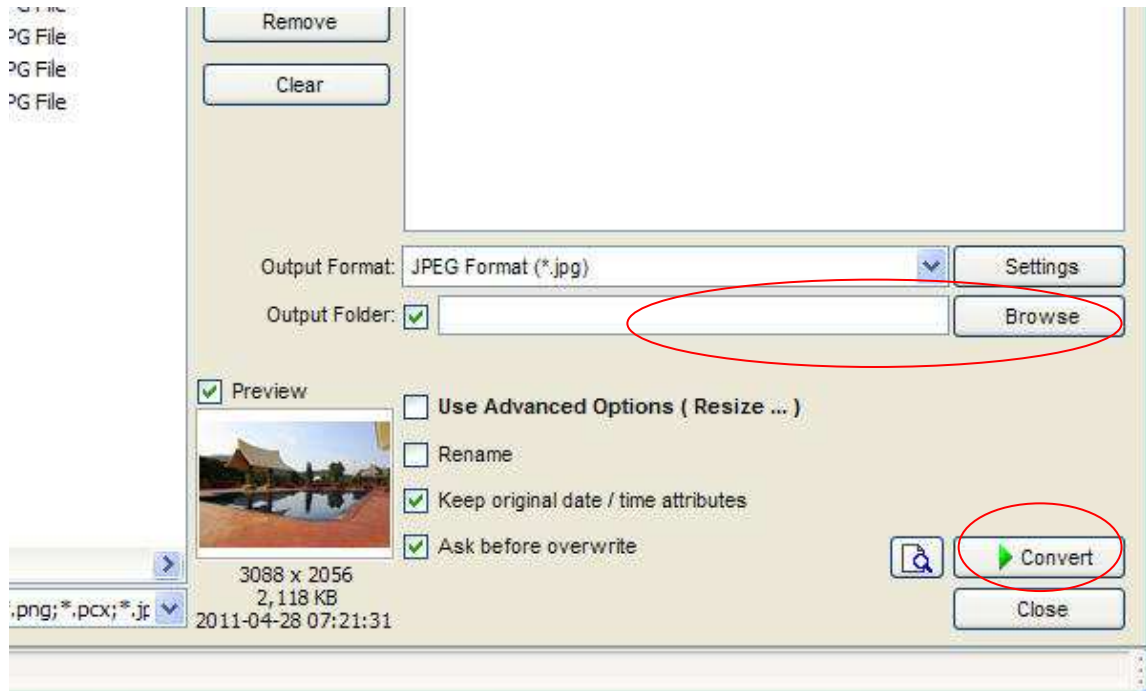 PG File
PG File
PG File
Remove
Clear
Output Format: JPEG Format (*.jpg) Settings
Output Folder: Browse
Preview
Use Advanced Options ( Resize ... )
Rename
Keep original date / time attributes
Ask before overwrite
3088 x 2056
2,118 KB
2011-04-28 07:21:31
*.png;*.pcx;*.jp
Convert
Close